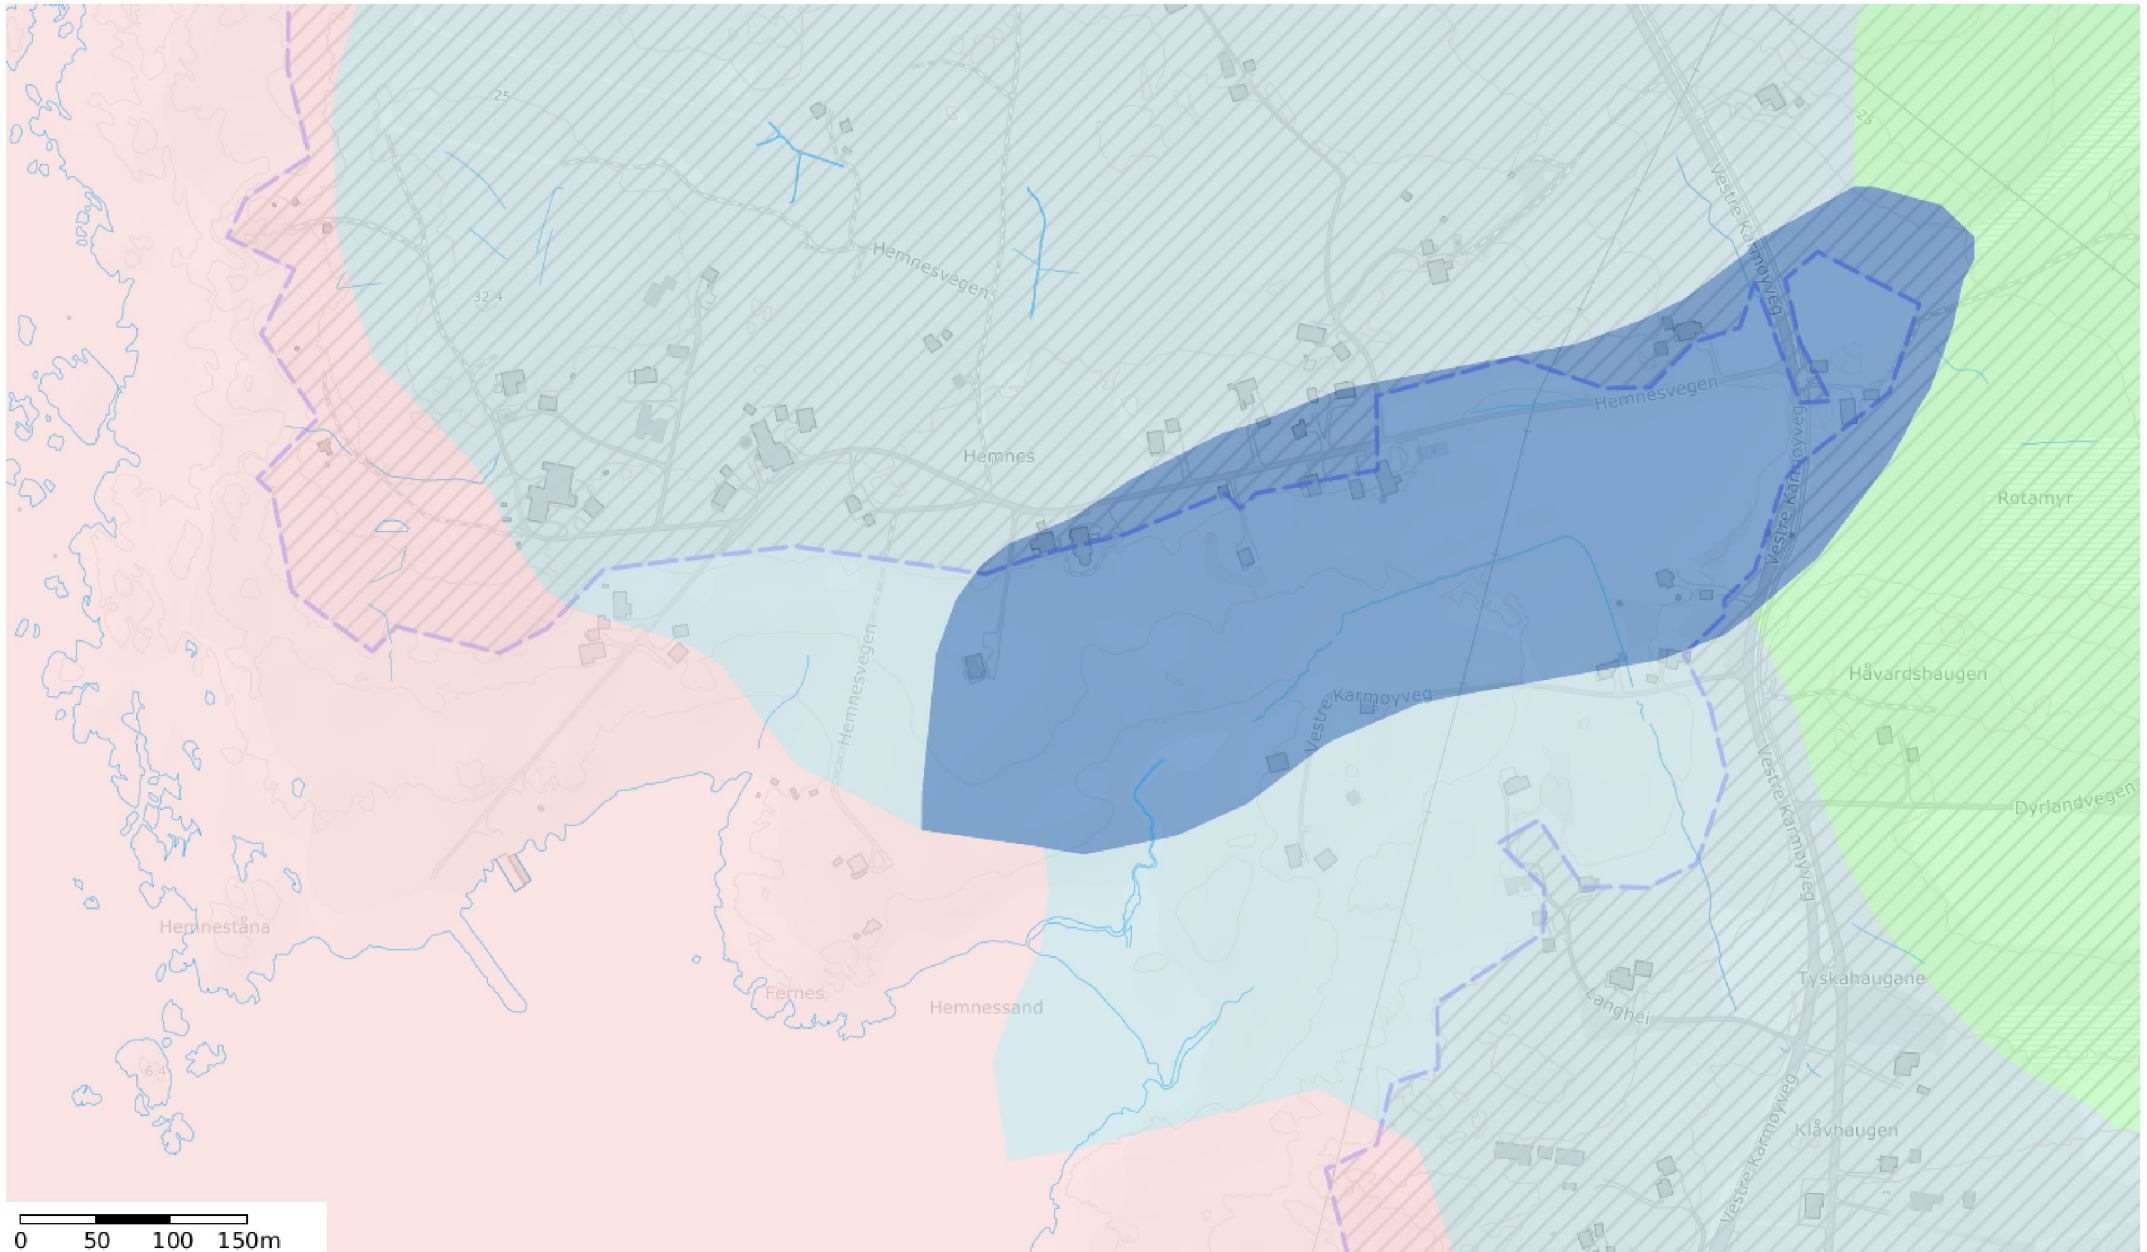 25
25
Vestre Karmøyveg
Hemnesvegen
32.4
Hemnesvegen
Hemnes
Vestre Karmøyveg
Rotamyr
Vestre Karmøyveg
Håvardshaugen
Hemnesvegen
Vestre Karmøyveg
Dyrlandvegen
Hemneståna
Fernes
Hemnessand
Tyskahaugane
Langhei
6.4
Klåvhaugen
Vestre Karmøyveg
0 50 100 150m